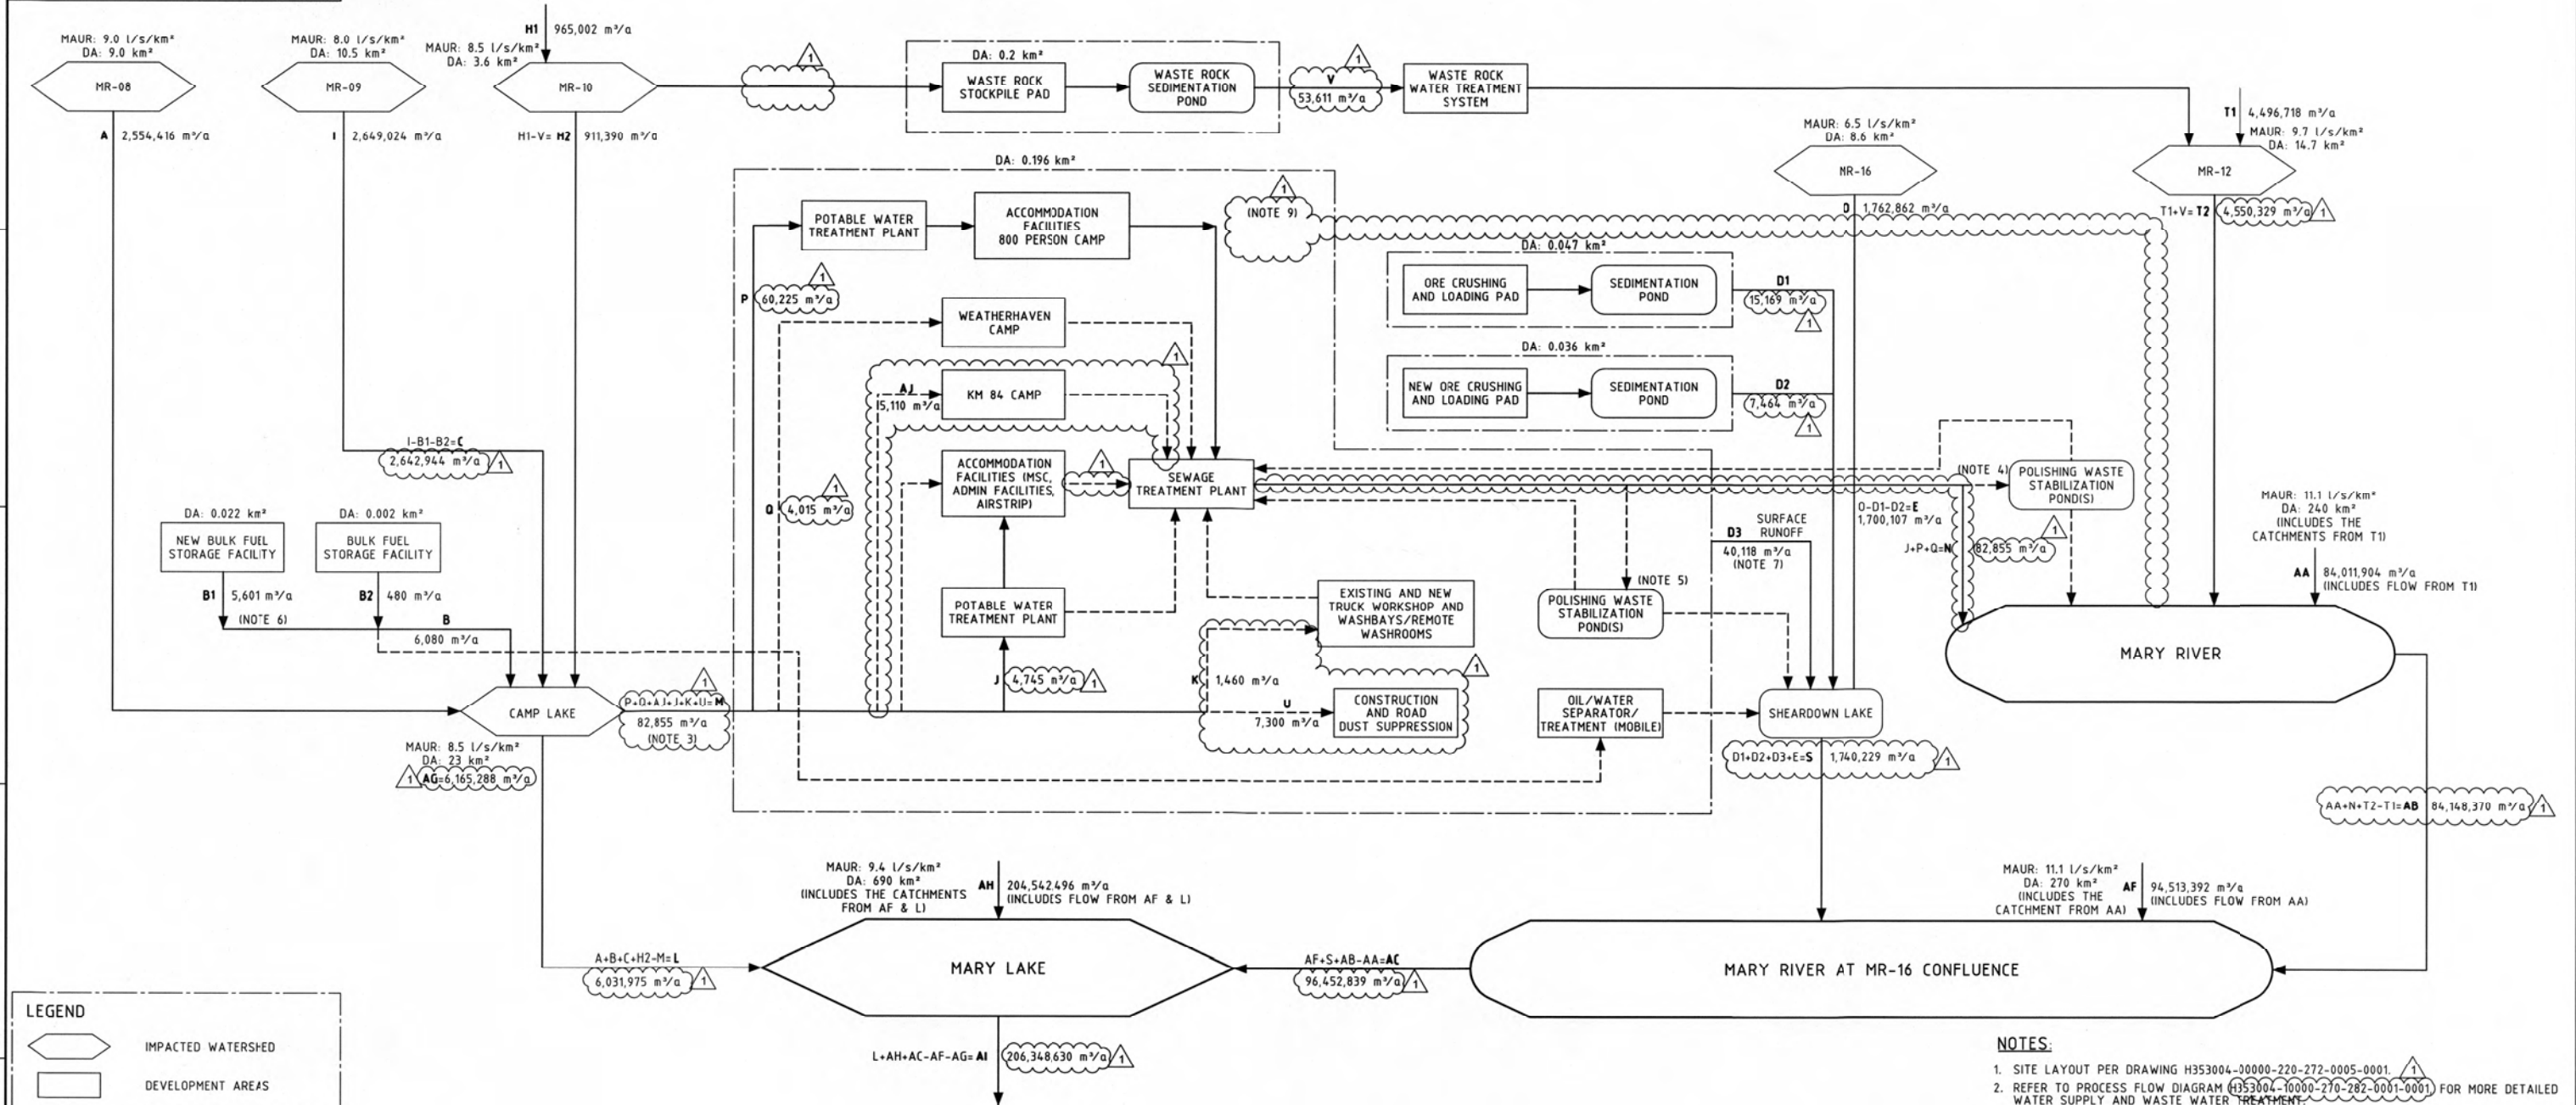 H1 965,002 m³/a
MAUR: 9.0 l/s/km²
DA: 9.0 km²
MR-08
A 2,554,416 m³/a
MAUR: 8.0 l/s/km²
DA: 10.5 km²
MR-09
I 2,649,024 m³/a
MAUR: 8.5 l/s/km²
DA: 3.6 km²
MR-10
H1-V= H2 911,390 m³/a
1
DA: 0.2 km²
WASTE ROCK
STOCKPILE PAD
WASTE ROCK
SEDIMENTATION
POND
1
V
53,611 m³/a
WASTE ROCK
WATER TREATMENT
SYSTEM
MAUR: 6.5 l/s/km²
DA: 8.6 km²
MR-16
O 1,762,862 m³/a
T1 4,496,718 m³/a
MAUR: 9.7 l/s/km²
DA: 14.7 km²
MR-12
T1+V= T2 4,550,329 m³/a 1
DA: 0.196 km²
POTABLE WATER
TREATMENT PLANT
ACCOMMODATION
FACILITIES
800 PERSON CAMP
1
(NOTE 9)
1
P 60,225 m³/a
WEATHERHAVEN
CAMP
1
AJ
5,110 m³/a
KM 84 CAMP
DA: 0.047 km²
ORE CRUSHING
AND LOADING PAD
SEDIMENTATION
POND
D1
15,169 m³/a
1
DA: 0.036 km²
NEW ORE CRUSHING
AND LOADING PAD
SEDIMENTATION
POND
D2
7,464 m³/a
1
I-B1-B2=C
2,642,944 m³/a 1
1
Q 4,015 m³/a
ACCOMMODATION
FACILITIES (MSC,
ADMIN FACILITIES,
AIRSTRIP)
1
SEWAGE
TREATMENT PLANT
(NOTE 4)
POLISHING WASTE
STABILIZATION
POND(S)
O-D1-D2=E
1,700,107 m³/a
1
J+P+Q=N 82,855 m³/a
MAUR: 11.1 l/s/km²
DA: 240 km²
(INCLUDES THE
CATCHMENTS FROM T1)
AA 84,011,904 m³/a
(INCLUDES FLOW FROM T1)
DA: 0.022 km²
NEW BULK FUEL
STORAGE FACILITY
DA: 0.002 km²
BULK FUEL
STORAGE FACILITY
B1 5,601 m³/a
(NOTE 6)
B2 480 m³/a
B
6,080 m³/a
POTABLE WATER
TREATMENT PLANT
EXISTING AND NEW
TRUCK WORKSHOP AND
WASHBAYS/REMOTE
WASHROOMS
(NOTE 5)
POLISHING WASTE
STABILIZATION
POND(S)
SURFACE
D3 RUNOFF
40,118 m³/a
(NOTE 7)
MARY RIVER
J 4,745 m³/a 1
K 1,460 m³/a
1
U
7,300 m³/a
CONSTRUCTION
AND ROAD
DUST SUPPRESSION
OIL/WATER
SEPARATOR/
TREATMENT (MOBILE)
SHEARDOWN LAKE
CAMP LAKE
1
P+Q+AJ+J+K+U=M
82,855 m³/a
(NOTE 3)
MAUR: 8.5 l/s/km²
DA: 23 km²
1 AG=6,165,288 m³/a
D1+D2+D3+E=S 1,740,229 m³/a 1
AA+N+T2-T1=AB 84,148,370 m³/a 1
MAUR: 9.4 l/s/km²
DA: 690 km²
(INCLUDES THE CATCHMENTS
FROM AF & L)
AH 204,542,496 m³/a
(INCLUDES FLOW FROM AF & L)
MAUR: 11.1 l/s/km²
DA: 270 km²
(INCLUDES THE
CATCHMENT FROM AA)
AF 94,513,392 m³/a
(INCLUDES FLOW FROM AA)
A+B+C+H2-M=L
6,031,975 m³/a 1
MARY LAKE
AF+S+AB-AA=AC
96,452,839 m³/a 1
MARY RIVER AT MR-16 CONFLUENCE
L+AH+AC-AF-AG= AI 206,348,630 m³/a 1
LEGEND
IMPACTED WATERSHED
DEVELOPMENT AREAS
NOTES:
1. SITE LAYOUT PER DRAWING H353004-00000-220-272-0005-0001. 1
2. REFER TO PROCESS FLOW DIAGRAM (H353004-10000-270-282-0001-0001) FOR MORE DETAILED
WATER SUPPLY AND WASTE WATER TREATMENT.